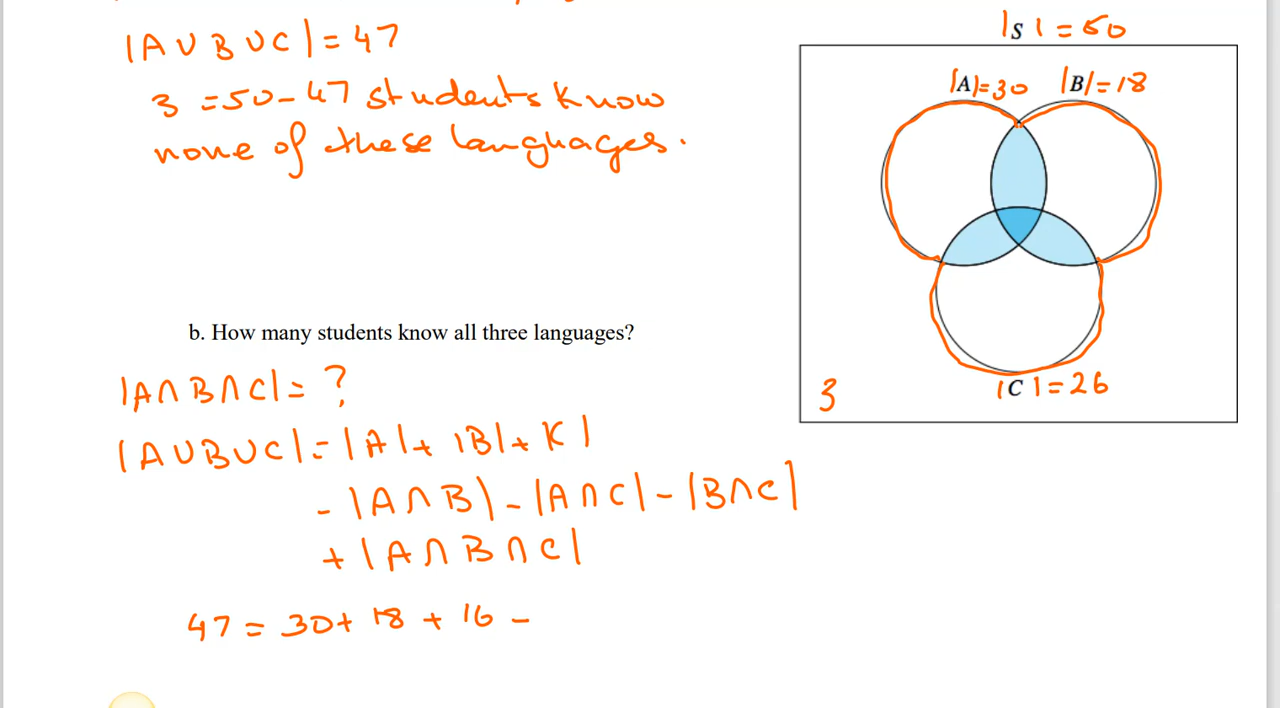 |A ∪ B ∪ C| = 47
3 = 50 - 47 students know
none of these languages.
|S| = 50
|A| = 30 |B| = 18
|C| = 26
3
b. How many students know all three languages?
|A ∩ B ∩ C| = ?
|A ∪ B ∪ C| = |A| + |B| + |C|
- |A ∩ B| - |A ∩ C| - |B ∩ C|
+ |A ∩ B ∩ C|
47 = 30 + 18 + 16 -